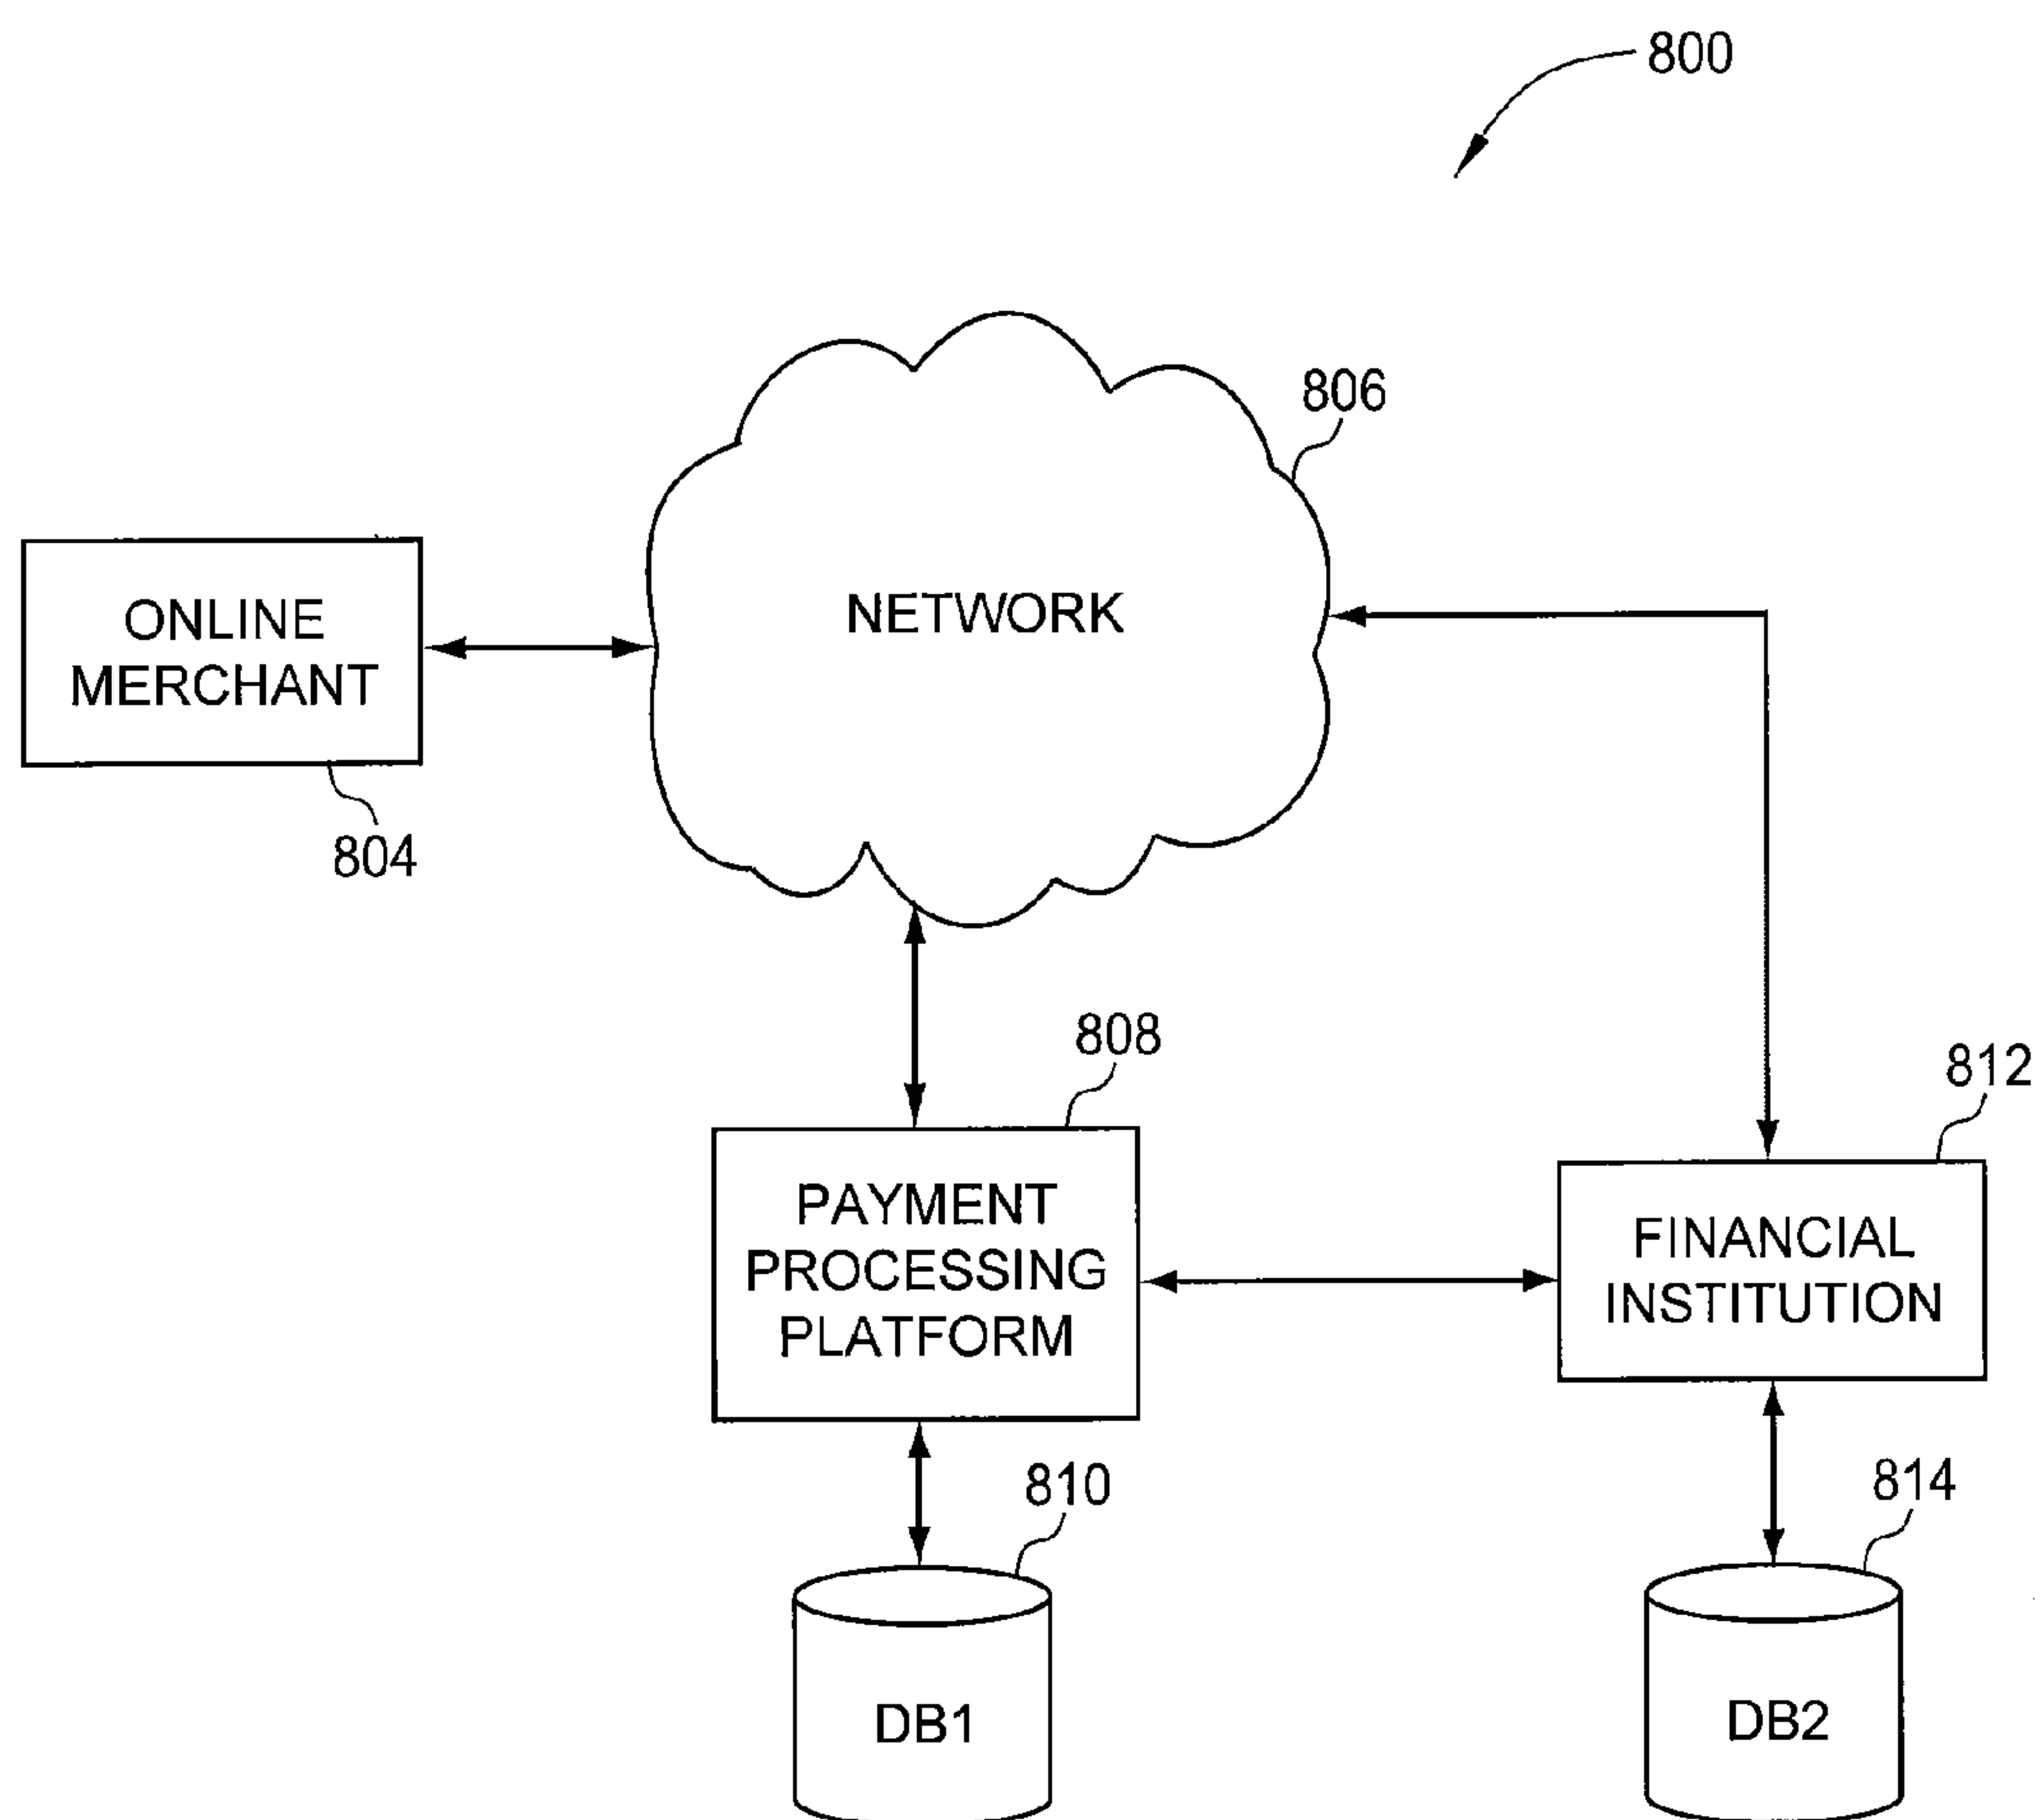 800
806
ONLINE
MERCHANT
NETWORK
804
808
812
PAYMENT
PROCESSING
PLATFORM
FINANCIAL
INSTITUTION
810
814
DB1
DB2